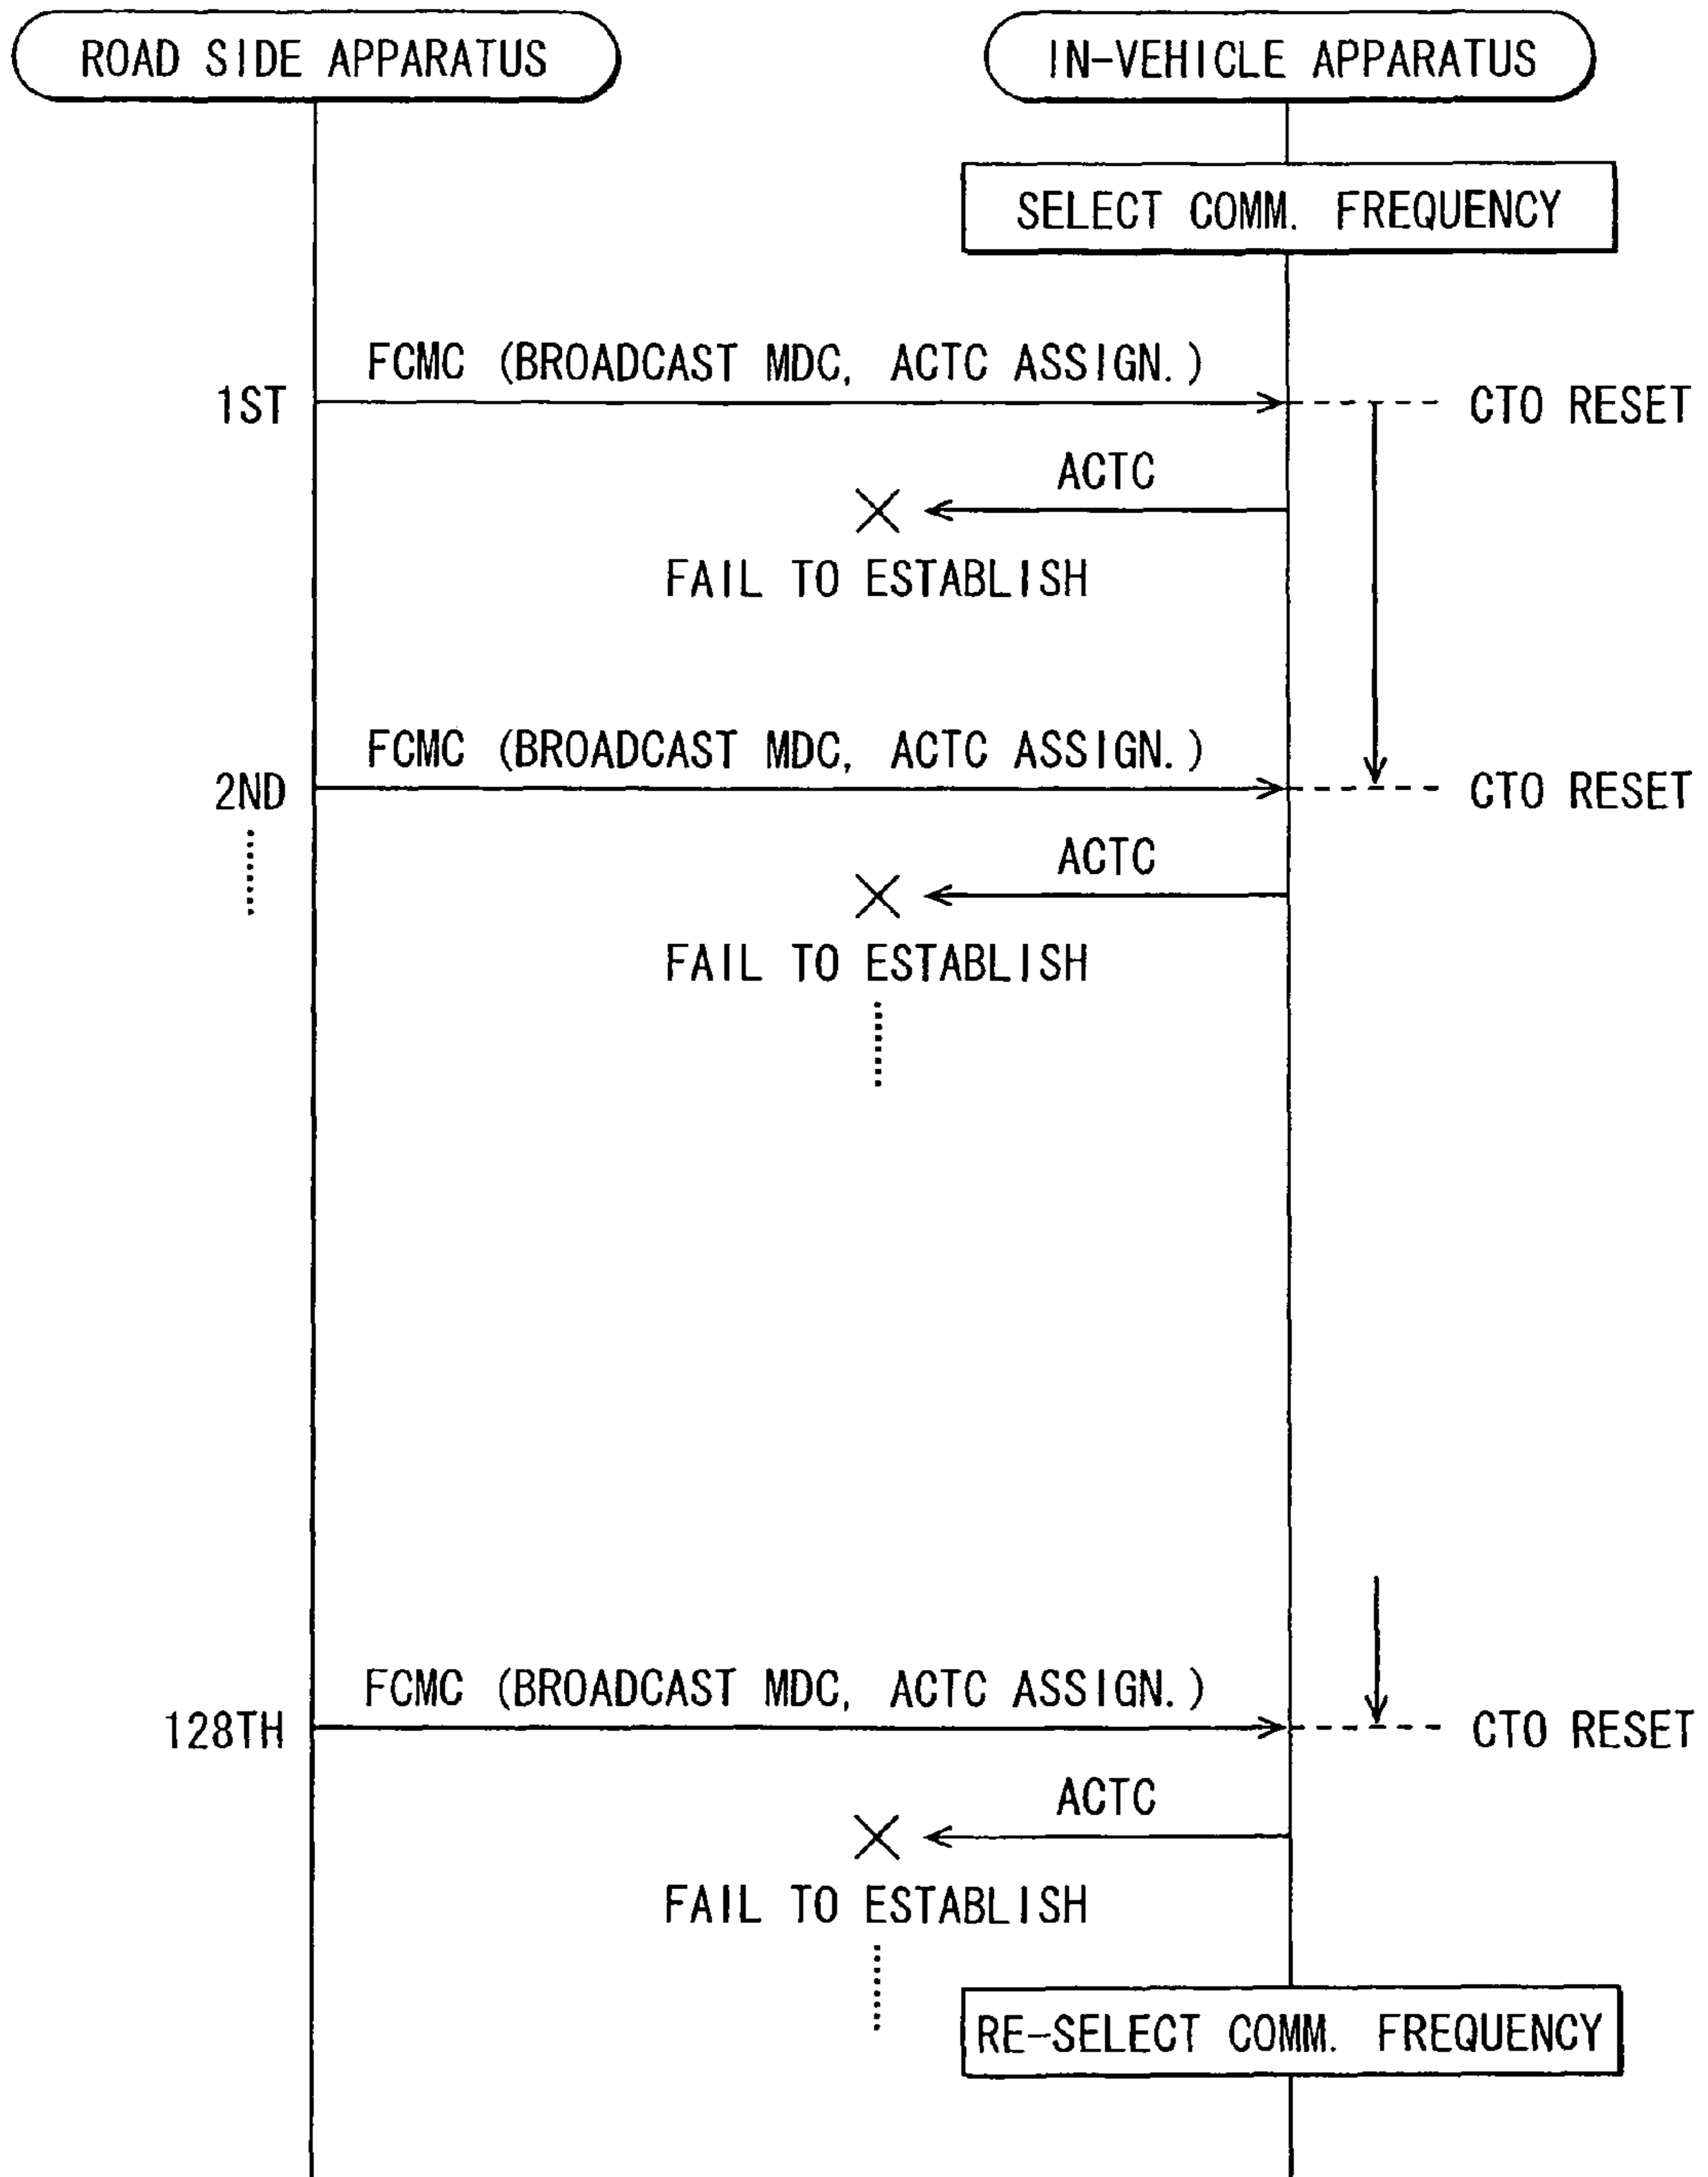 ROAD SIDE APPARATUS
IN-VEHICLE APPARATUS
SELECT COMM. FREQUENCY
FCMC (BROADCAST MDC, ACTC ASSIGN.)
1ST
CTO RESET
ACTC
FAIL TO ESTABLISH
FCMC (BROADCAST MDC, ACTC ASSIGN.)
2ND
CTO RESET
ACTC
FAIL TO ESTABLISH
FCMC (BROADCAST MDC, ACTC ASSIGN.)
128TH
CTO RESET
ACTC
FAIL TO ESTABLISH
RE-SELECT COMM. FREQUENCY